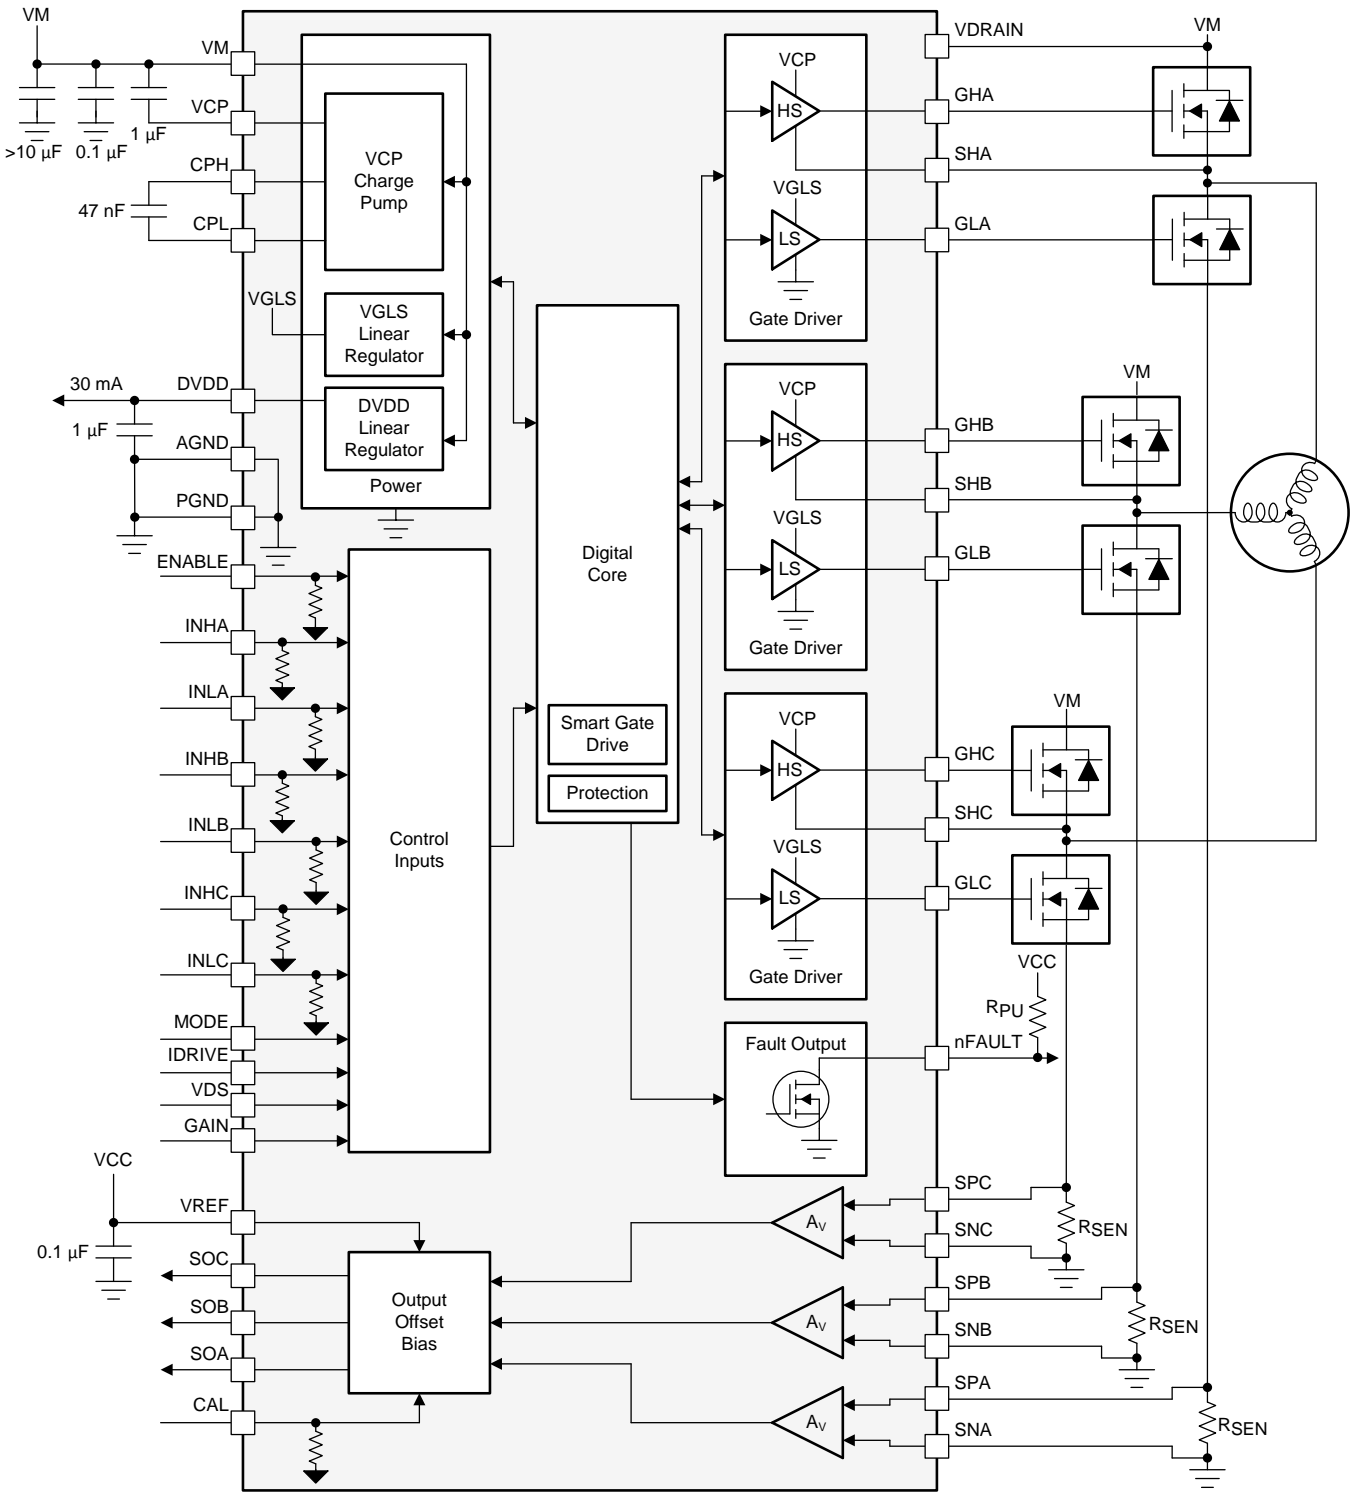 VM
VM
VCP
>10 µF
0.1 µF
1 µF
CPH
47 nF
CPL
VCP
Charge
Pump
VGLS
VGLS
Linear
Regulator
30 mA
DVDD
1 µF
DVDD
Linear
Regulator
AGND
Power
PGND
ENABLE
INHA
INLA
INHB
INLB
INHC
INLC
MODE
IDRIVE
VDS
GAIN
Control
Inputs
VCC
VREF
0.1 µF
SOC
SOB
SOA
CAL
Output
Offset
Bias
Digital
Core
Smart Gate
Drive
Protection
VCP
HS
VGLS
LS
Gate Driver
VCP
HS
VGLS
LS
Gate Driver
VCP
HS
VGLS
LS
Gate Driver
Fault Output
AV
AV
AV
VDRAIN
VM
GHA
SHA
GLA
VM
GHB
SHB
GLB
VM
GHC
SHC
GLC
VCC
RPU
nFAULT
SPC
SNC
RSEN
SPB
SNB
RSEN
SPA
SNA
RSEN